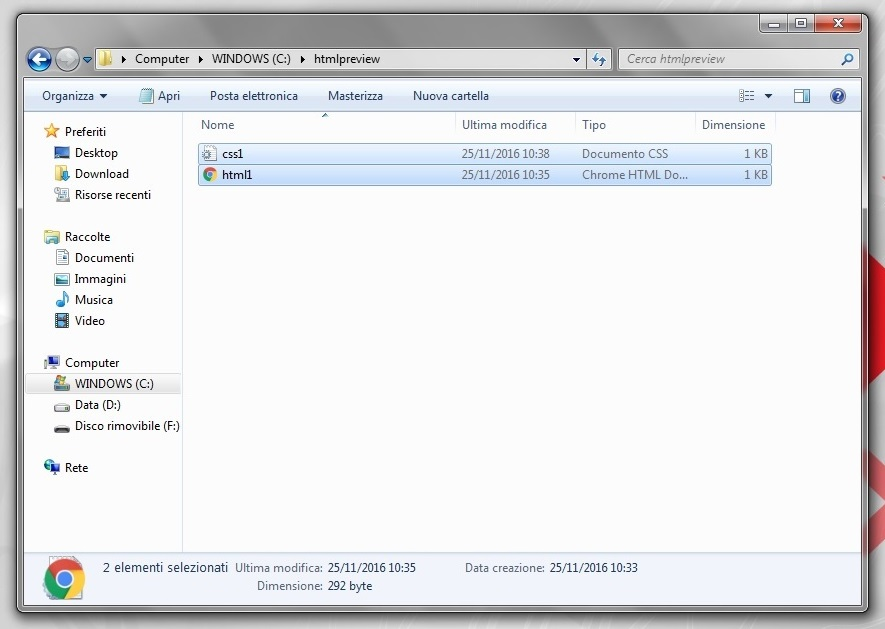 Computer WINDOWS (C:) htmlpreview Cerca htmlpreview
Organizza Apri Posta elettronica Masterizza Nuova cartella
Nome Ultima modifica Tipo Dimensione
css1 25/11/2016 10:38 Documento CSS 1 KB
html1 25/11/2016 10:35 Chrome HTML Do... 1 KB
Preferiti
Desktop
Download
Risorse recenti
Raccolte
Documenti
Immagini
Musica
Video
Computer
WINDOWS (C:)
Data (D:)
Disco rimovibile (F:)
Rete
2 elementi selezionati Ultima modifica: 25/11/2016 10:35 Data creazione: 25/11/2016 10:33
Dimensione: 292 byte